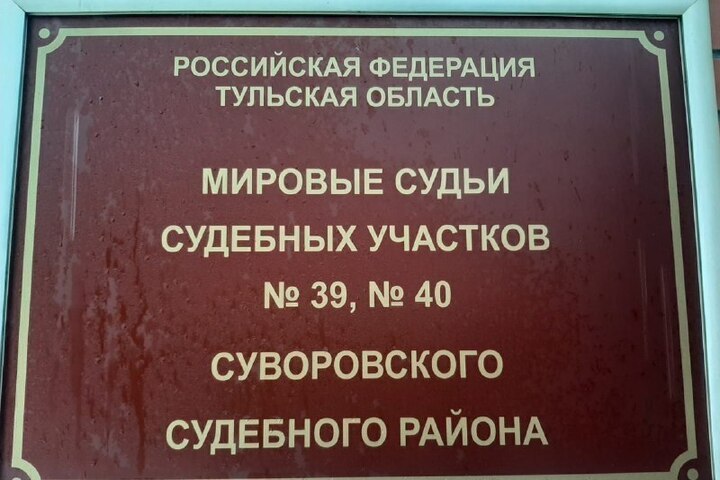 РОССИЙСКАЯ ФЕДЕРАЦИЯ
ТУЛЬСКАЯ ОБЛАСТЬ
МИРОВЫЕ СУДЬИ
СУДЕБНЫХ УЧАСТКОВ
№ 39, № 40
СУВОРОВСКОГО
СУДЕБНОГО РАЙОНА